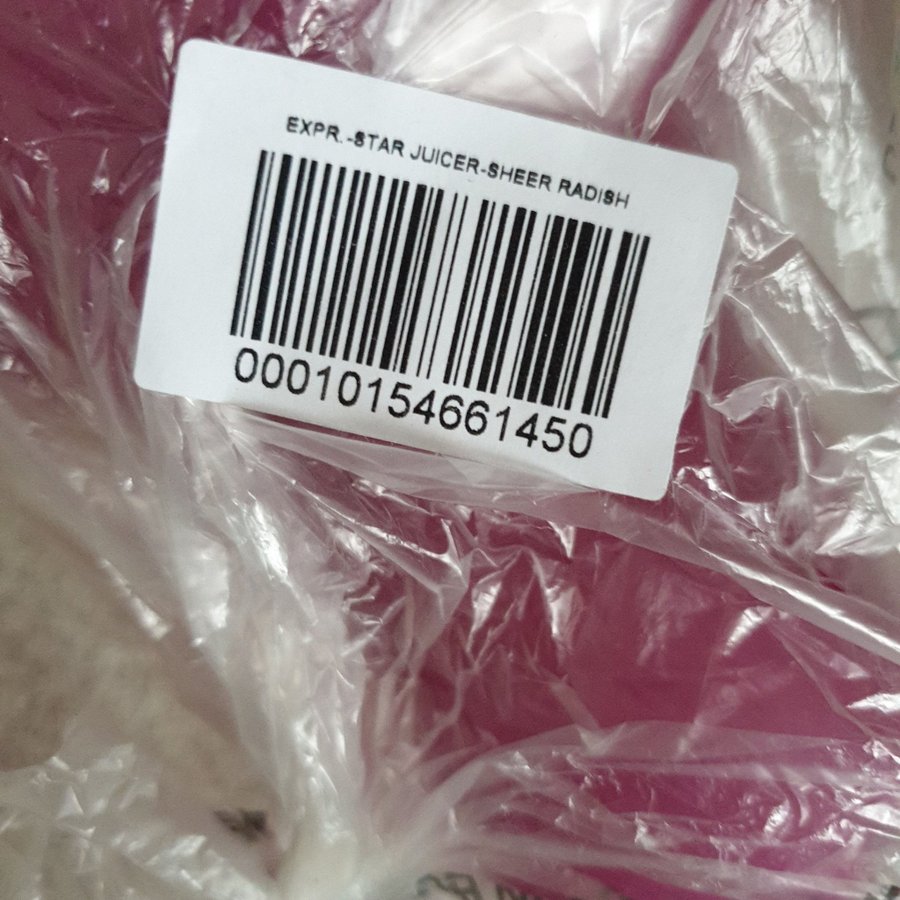 EXPR.-STAR JUICER-SHEER RADISH
00010154661450